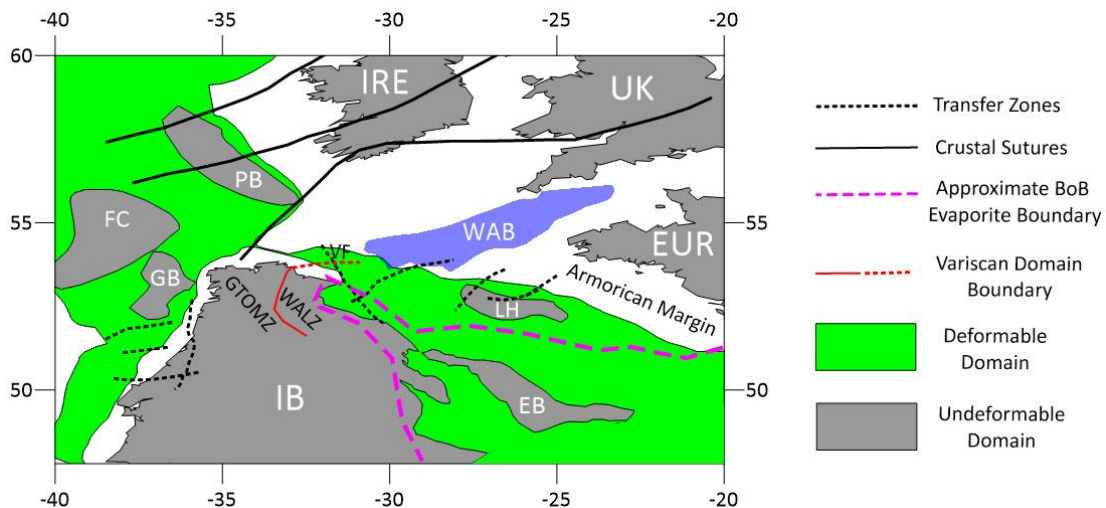 -40 -35 -30 -25 -20
60
55
50
60
55
50
-40 -35 -30 -25 -20
IRE
UK
PB
FC
GB
WAB
EUR
VF
GTOMZ
WALZ
LH
Armorican Margin
IB
EB
Transfer Zones
Crustal Sutures
Approximate BoB
Evaporite Boundary
Variscan Domain
Boundary
Deformable
Domain
Undeformable
Domain